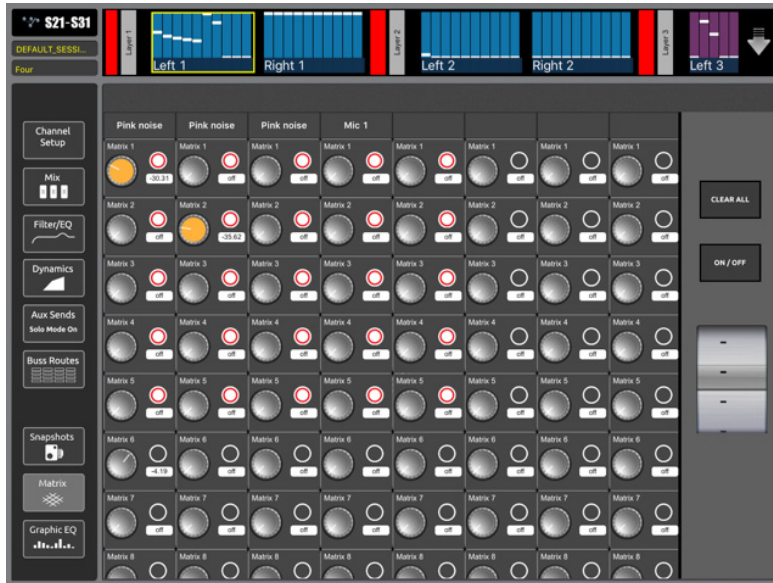 S21-S31
DEFAULT_SESSI...
Four
Layer 1
Left 1
Right 1
Layer 2
Left 2
Right 2
Layer 3
Left 3
Channel
Setup
Mix
Filter/EQ
Dynamics
Aux Sends
Solo Mode On
Buss Routes
Snapshots
Matrix
Graphic EQ
Pink noise Pink noise Pink noise Mic 1
Matrix 1 Matrix 1 Matrix 1 Matrix 1 Matrix 1 Matrix 1 Matrix 1 Matrix 1
-30.31 off off off off off off off
Matrix 2 Matrix 2 Matrix 2 Matrix 2 Matrix 2 Matrix 2 Matrix 2 Matrix 2
off -35.62 off off off off off off
Matrix 3 Matrix 3 Matrix 3 Matrix 3 Matrix 3 Matrix 3 Matrix 3 Matrix 3
off off off off off off off off
Matrix 4 Matrix 4 Matrix 4 Matrix 4 Matrix 4 Matrix 4 Matrix 4 Matrix 4
off off off off off off off off
Matrix 5 Matrix 5 Matrix 5 Matrix 5 Matrix 5 Matrix 5 Matrix 5 Matrix 5
off off off off off off off off
Matrix 6 Matrix 6 Matrix 6 Matrix 6 Matrix 6 Matrix 6 Matrix 6 Matrix 6
-4.19 off off off off off off off
Matrix 7 Matrix 7 Matrix 7 Matrix 7 Matrix 7 Matrix 7 Matrix 7 Matrix 7
off off off off off off off off
Matrix 8 Matrix 8 Matrix 8 Matrix 8 Matrix 8 Matrix 8 Matrix 8 Matrix 8
CLEAR ALL
ON / OFF